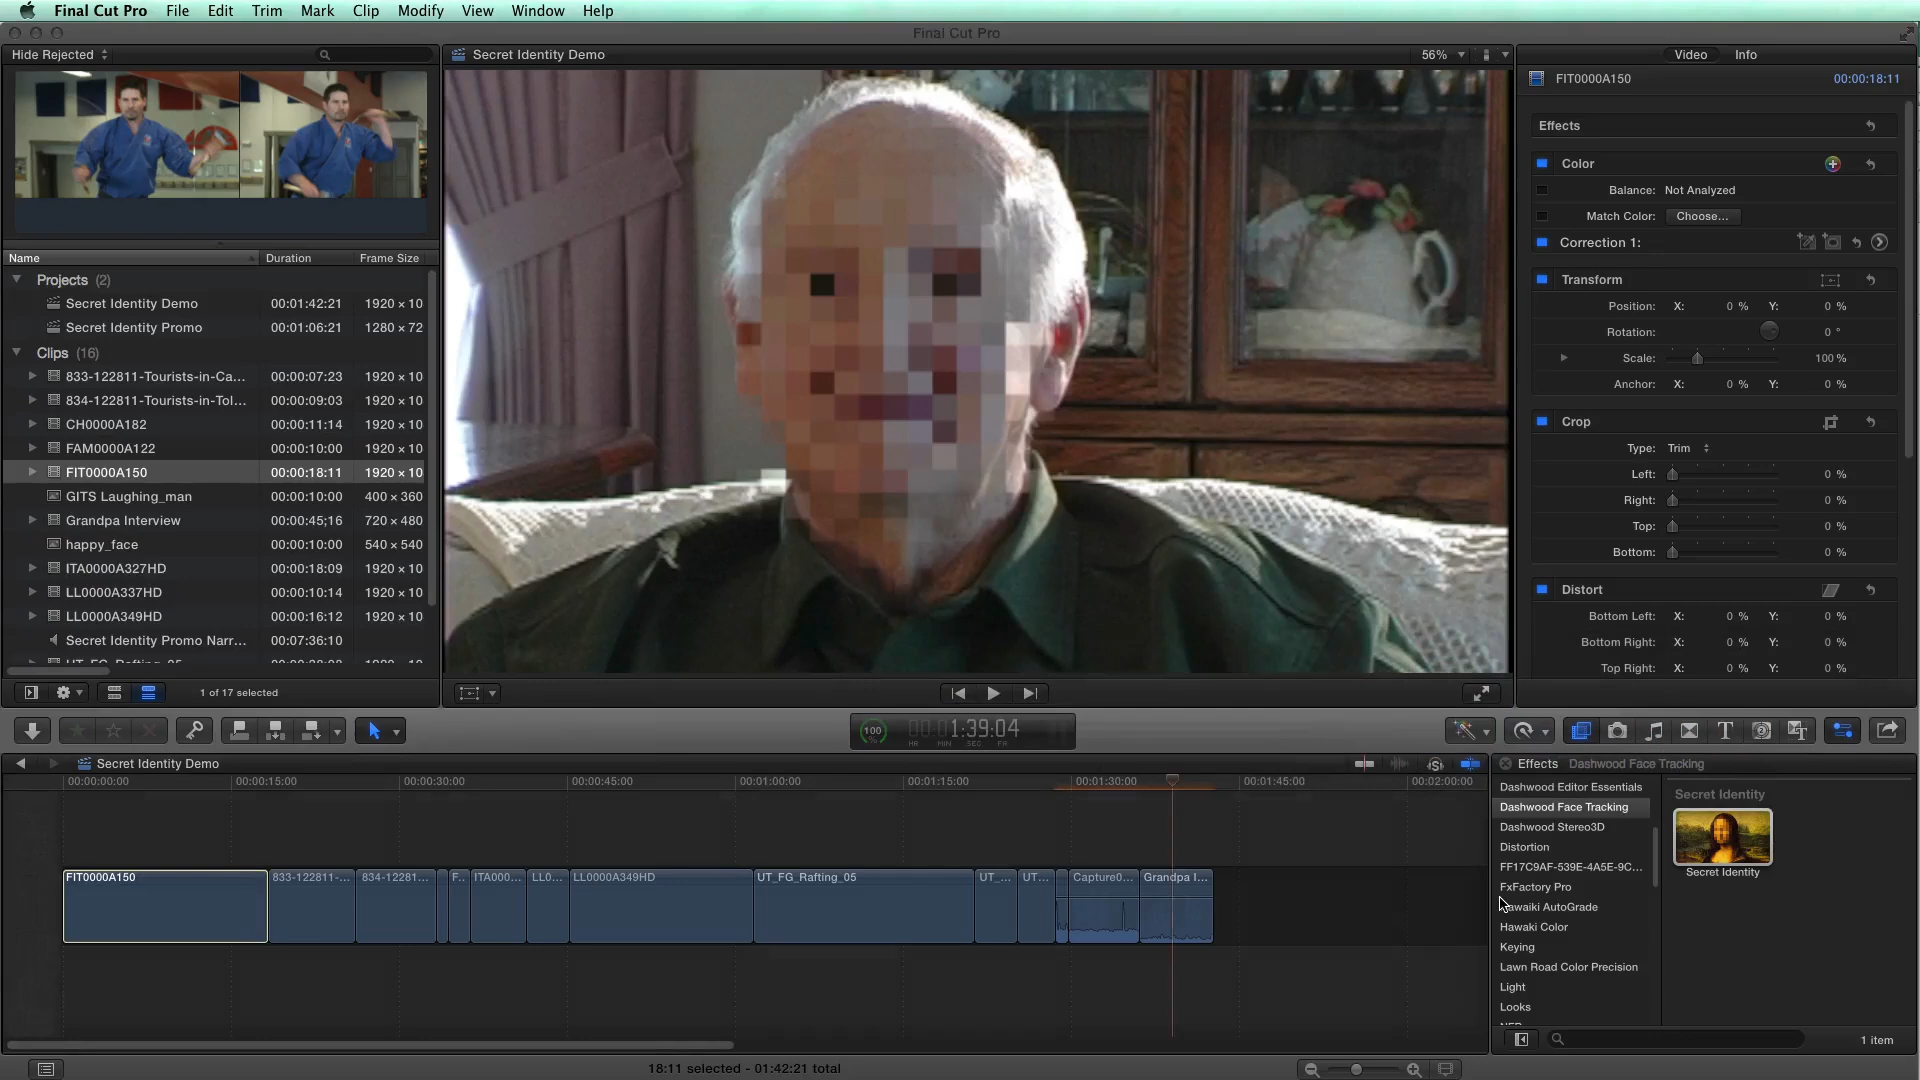 Final Cut Pro File Edit Trim Mark Clip Modify View Window Help
Final Cut Pro
Hide Rejected
Name Duration Frame Size
Projects (2)
Secret Identity Demo 00:01:42:21 1920 × 10
Secret Identity Promo 00:01:06:21 1280 × 72
Clips (16)
833-122811-Tourists-in-Ca... 00:00:07:23 1920 × 10
834-122811-Tourists-in-Tol... 00:00:09:03 1920 × 10
CH0000A182 00:00:11:14 1920 × 10
FAM0000A122 00:00:10:00 1920 × 10
FIT0000A150 00:00:18:11 1920 × 10
GITS Laughing_man 00:00:10:00 400 × 360
Grandpa Interview 00:00:45;16 720 × 480
happy_face 00:00:10:00 540 × 540
ITA0000A327HD 00:00:18:09 1920 × 10
LL0000A337HD 00:00:10:14 1920 × 10
LL0000A349HD 00:00:16:12 1920 × 10
Secret Identity Promo Narr... 00:07:36:10
1 of 17 selected
Secret Identity Demo 56%
Video Info
FIT0000A150 00:00:18:11
Effects
Color
Balance: Not Analyzed
Match Color: Choose...
Correction 1:
Transform
Position: X: 0 % Y: 0 %
Rotation: 0 °
Scale: 100 %
Anchor: X: 0 % Y: 0 %
Crop
Type: Trim
Left: 0 %
Right: 0 %
Top: 0 %
Bottom: 0 %
Distort
Bottom Left: X: 0 % Y: 0 %
Bottom Right: X: 0 % Y: 0 %
Top Right: X: 0 % Y: 0 %
100 % 1:39:04
HR MIN SEC FR
Secret Identity Demo
00:00:00:00 00:00:15:00 00:00:30:00 00:00:45:00 00:01:00:00 00:01:15:00 00:01:30:00 00:01:45:00 00:02:00:00
FIT0000A150 833-122811-... 834-12281... F... ITA000... LL0... LL0000A349HD UT_FG_Rafting_05 UT_... UT... Capture0... Grandpa I...
Effects Dashwood Face Tracking
Dashwood Editor Essentials
Dashwood Face Tracking
Dashwood Stereo3D
Distortion
FF17C9AF-539E-4A5E-9C...
FxFactory Pro
Hawaiki AutoGrade
Hawaki Color
Keying
Lawn Road Color Precision
Light
Looks
Secret Identity
Secret Identity
1 item
18:11 selected - 01:42:21 total